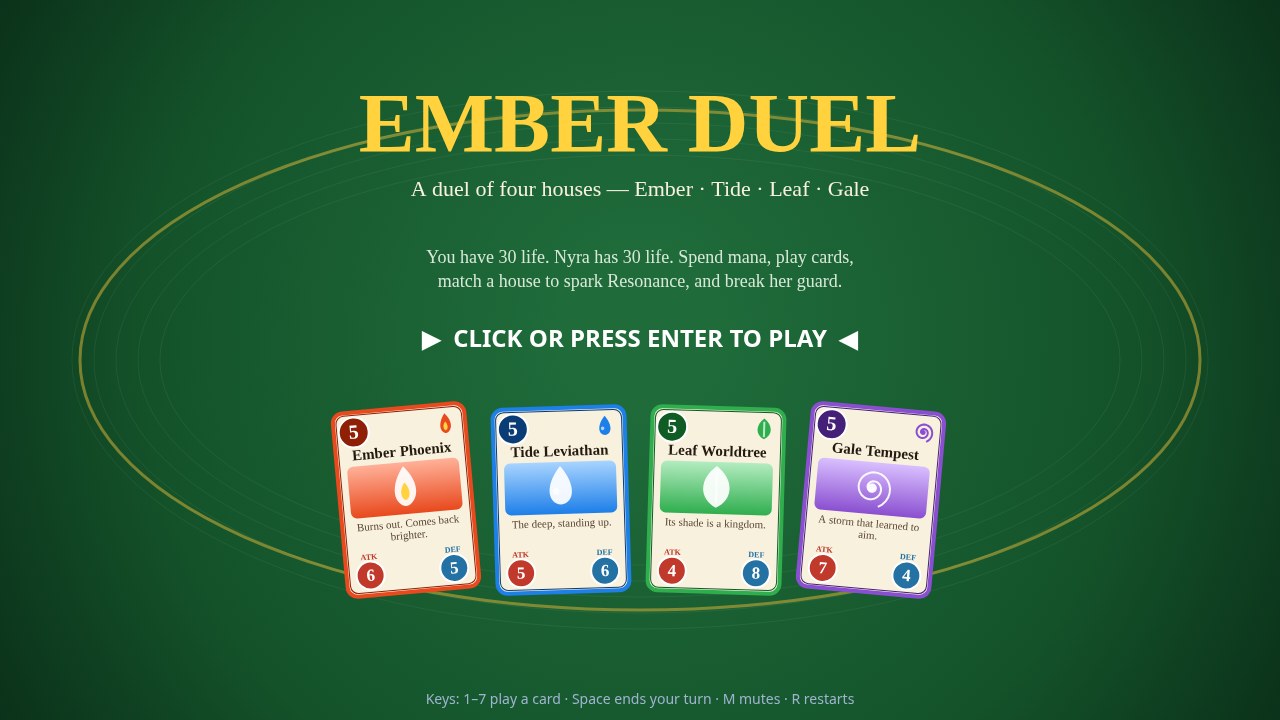 EMBER DUEL
A duel of four houses — Ember · Tide · Leaf · Gale
You have 30 life. Nyra has 30 life. Spend mana, play cards,
match a house to spark Resonance, and break her guard.
▶ CLICK OR PRESS ENTER TO PLAY ◀
5
Ember Phoenix
Burns out. Comes back
brighter.
ATK
6
DEF
5
5
Tide Leviathan
The deep, standing up.
ATK
5
DEF
6
5
Leaf Worldtree
Its shade is a kingdom.
ATK
4
DEF
8
5
Gale Tempest
A storm that learned to
aim.
ATK
7
DEF
4
Keys: 1–7 play a card · Space ends your turn · M mutes · R restarts